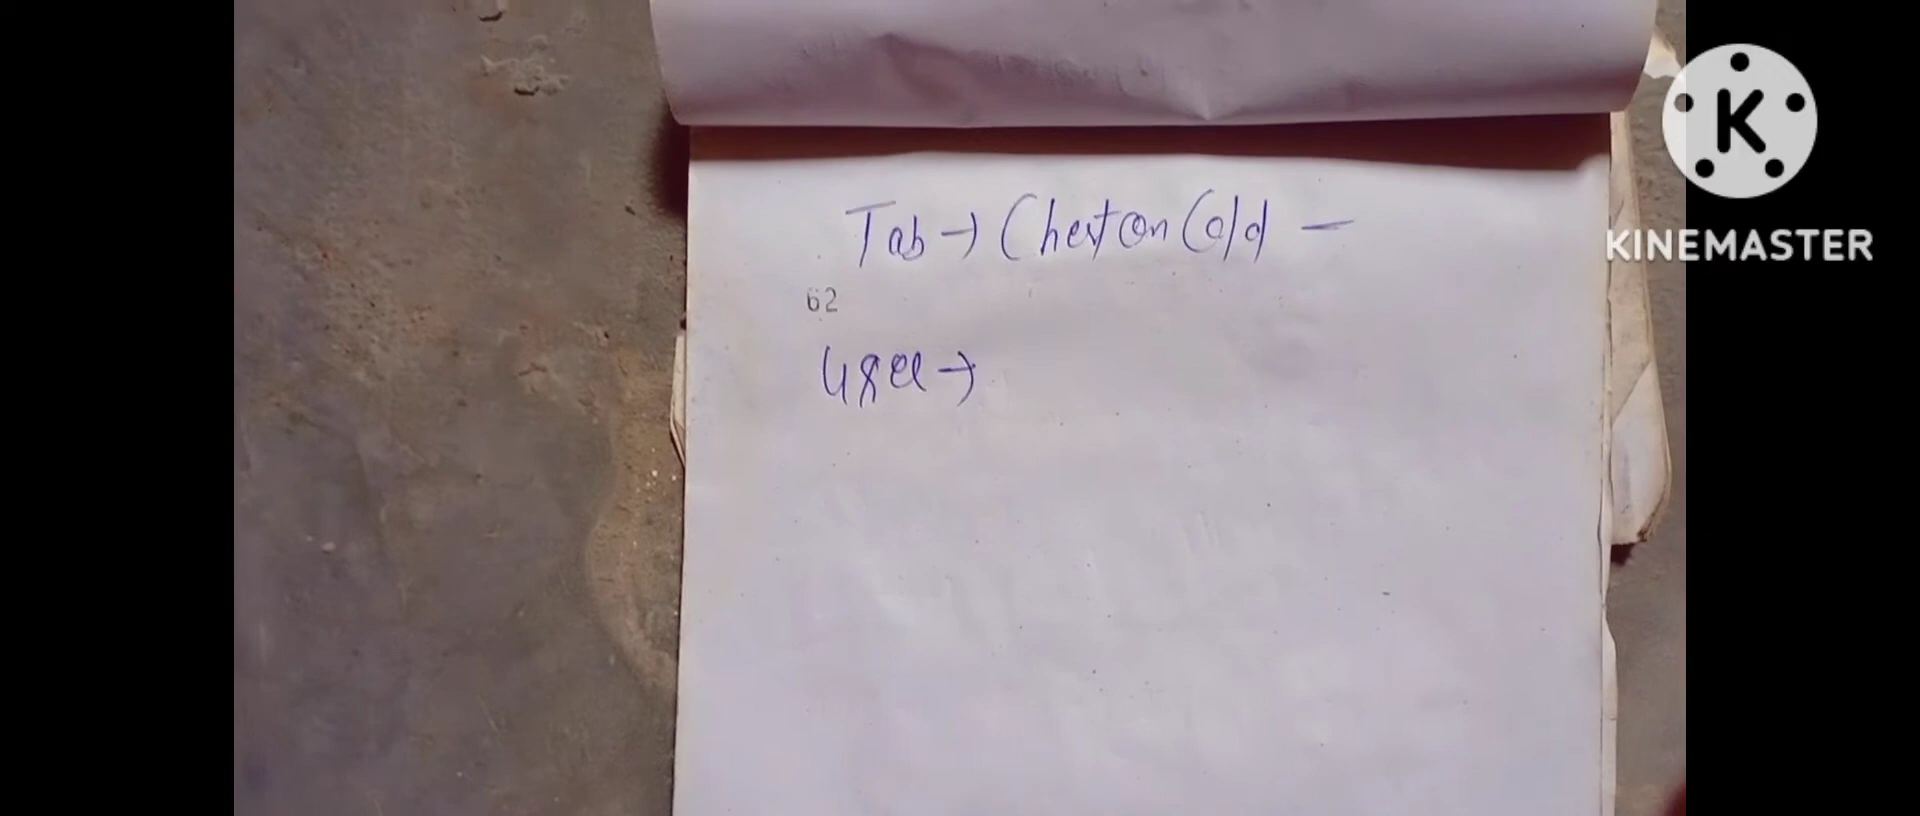 Tab → Cheston Cold –
62
Use →
KINEMASTER